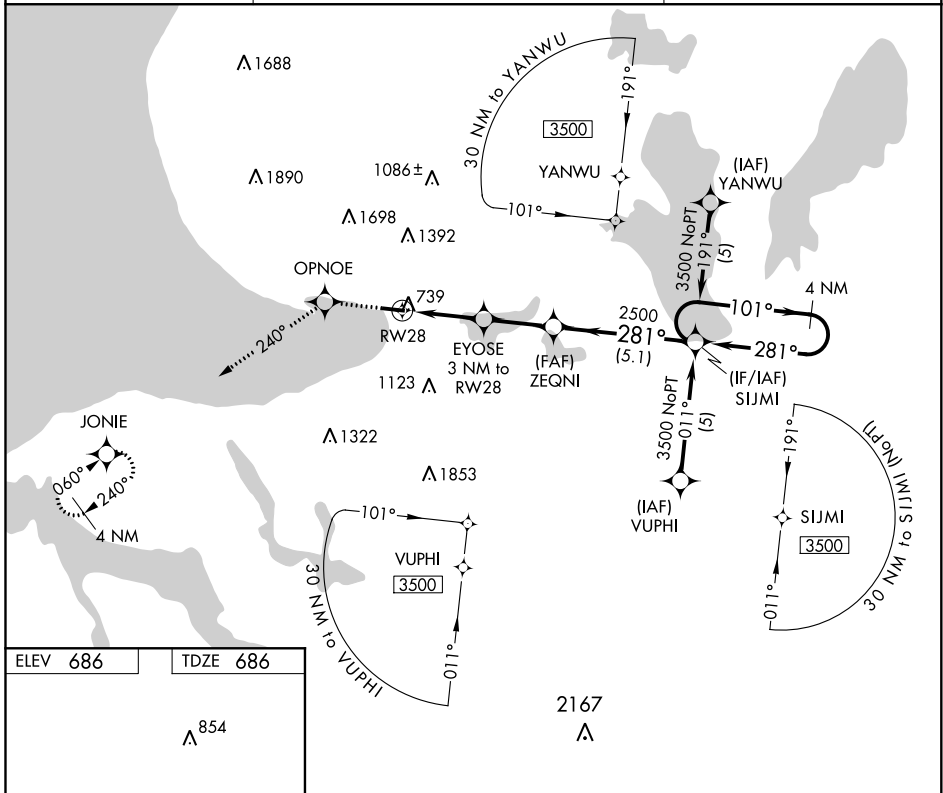 1688
1890
1086±
1698
1392
OPNOE
739
RW28
EYOSE
3 NM to
RW28
(FAF)
ZEQNI
2500
281°
(5.1)
240°
JONIE
060°
240°
4 NM
1123
1322
1853
30 NM to YANWU
191°
3500
YANWU
101°
(IAF)
YANWU
3500 NoPT
191°
(5)
101°
4 NM
281°
(IF/IAF)
SIJMI
3500 NoPT
011°
(5)
(IAF)
VUPHI
101°
VUPHI
3500
011°
30 NM to VUPHI
191°
SIJMI
3500
011°
30 NM to SIJMI (NoPT)
2167
ELEV 686
TDZE 686
854